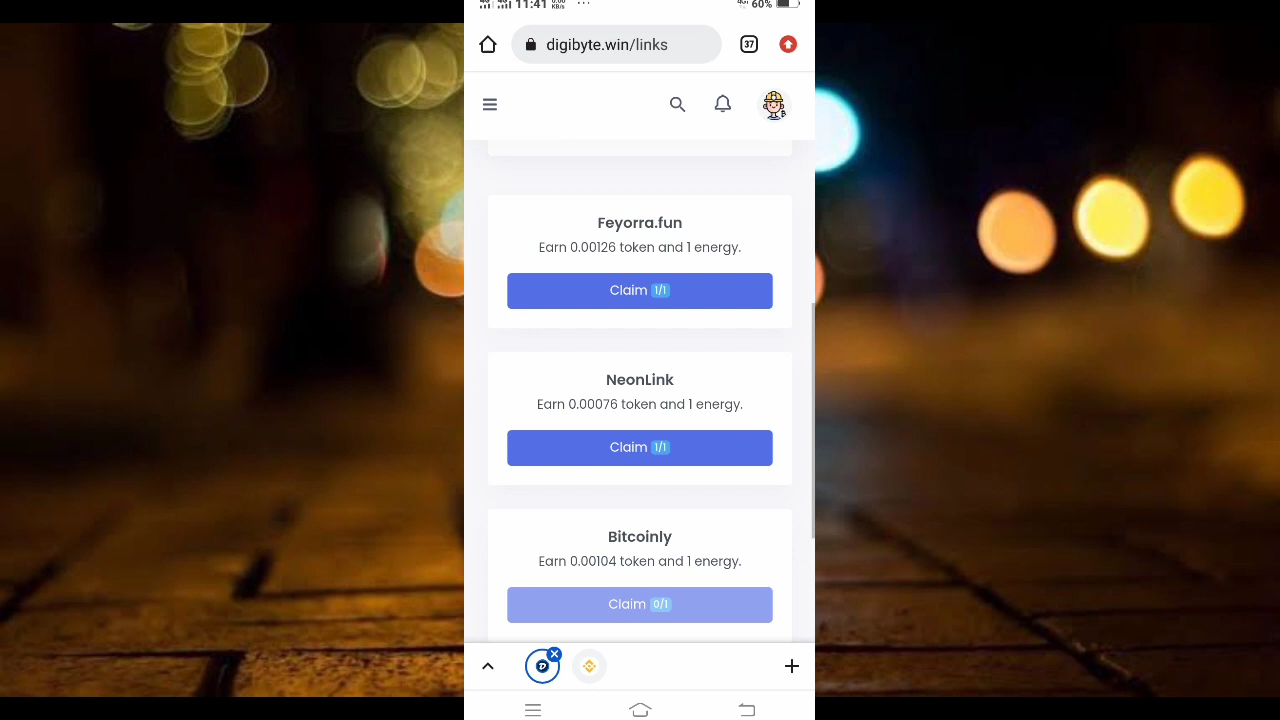 11:41
60%
digibyte.win/links
37
Feyorra.fun
Earn 0.00126 token and 1 energy.
Claim 1/1
NeonLink
Earn 0.00076 token and 1 energy.
Claim 1/1
Bitcoinly
Earn 0.00104 token and 1 energy.
Claim 0/1